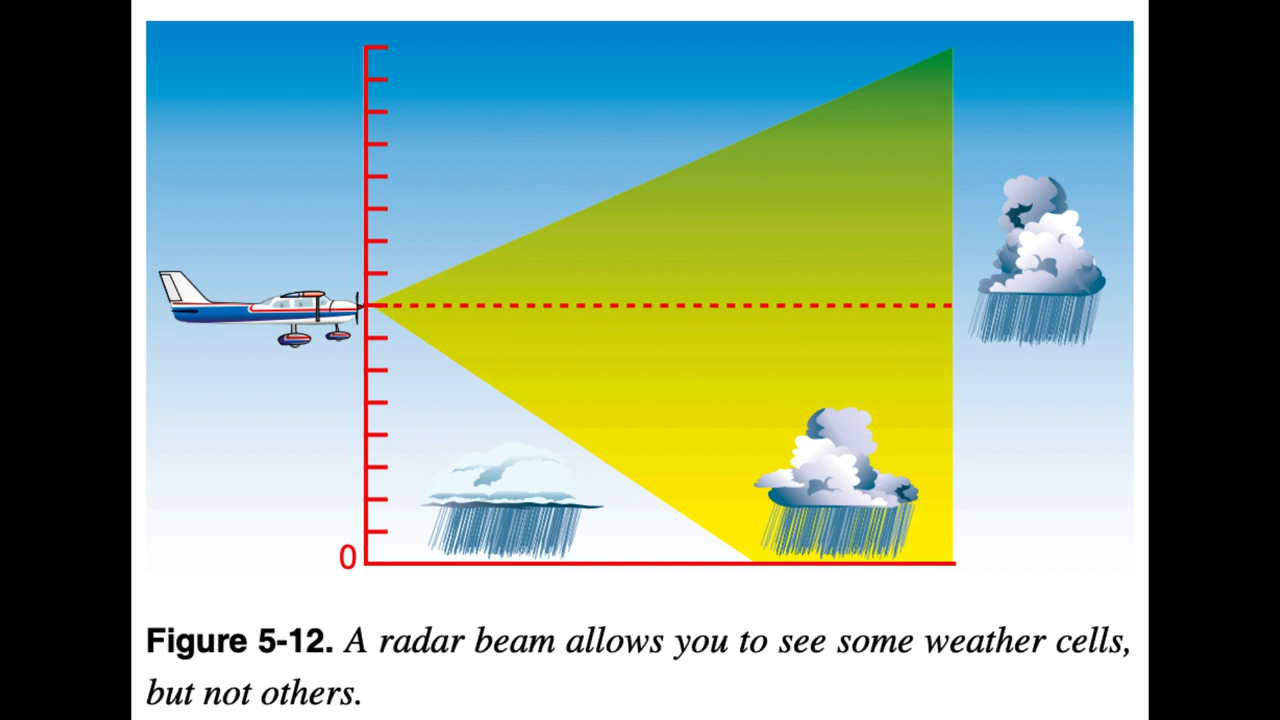 0
Figure 5-12. A radar beam allows you to see some weather cells,
but not others.